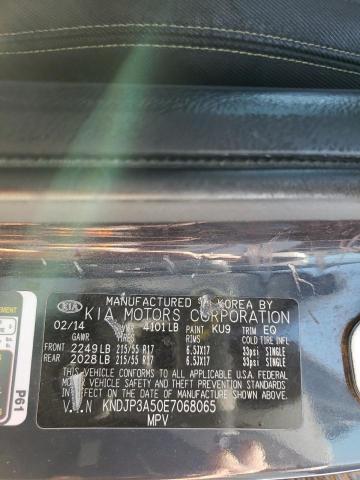 MANUFACTURED IN KOREA BY
KIA KIA MOTORS CORPORATION
02/14 4101LB PAINT KU9 TRIM EQ
GAWR TIRES RIMS COLD TIRE INFL
FRONT 2249LB 215/55 R17 6.5JX17 33psi SINGLE
REAR 2028LB 215/55 R17 6.5JX17 33psi SINGLE
THIS VEHICLE CONFORMS TO ALL APPLICABLE FEDERAL MOTOR
VEHICLE SAFETY, BUMPER AND THEFT PREVENTION STANDARDS
IN EFFECT ON THE DATE OF MANUFACTURE SHOWN ABOVE.
KNDJP3A50E7068065
MPV
P61